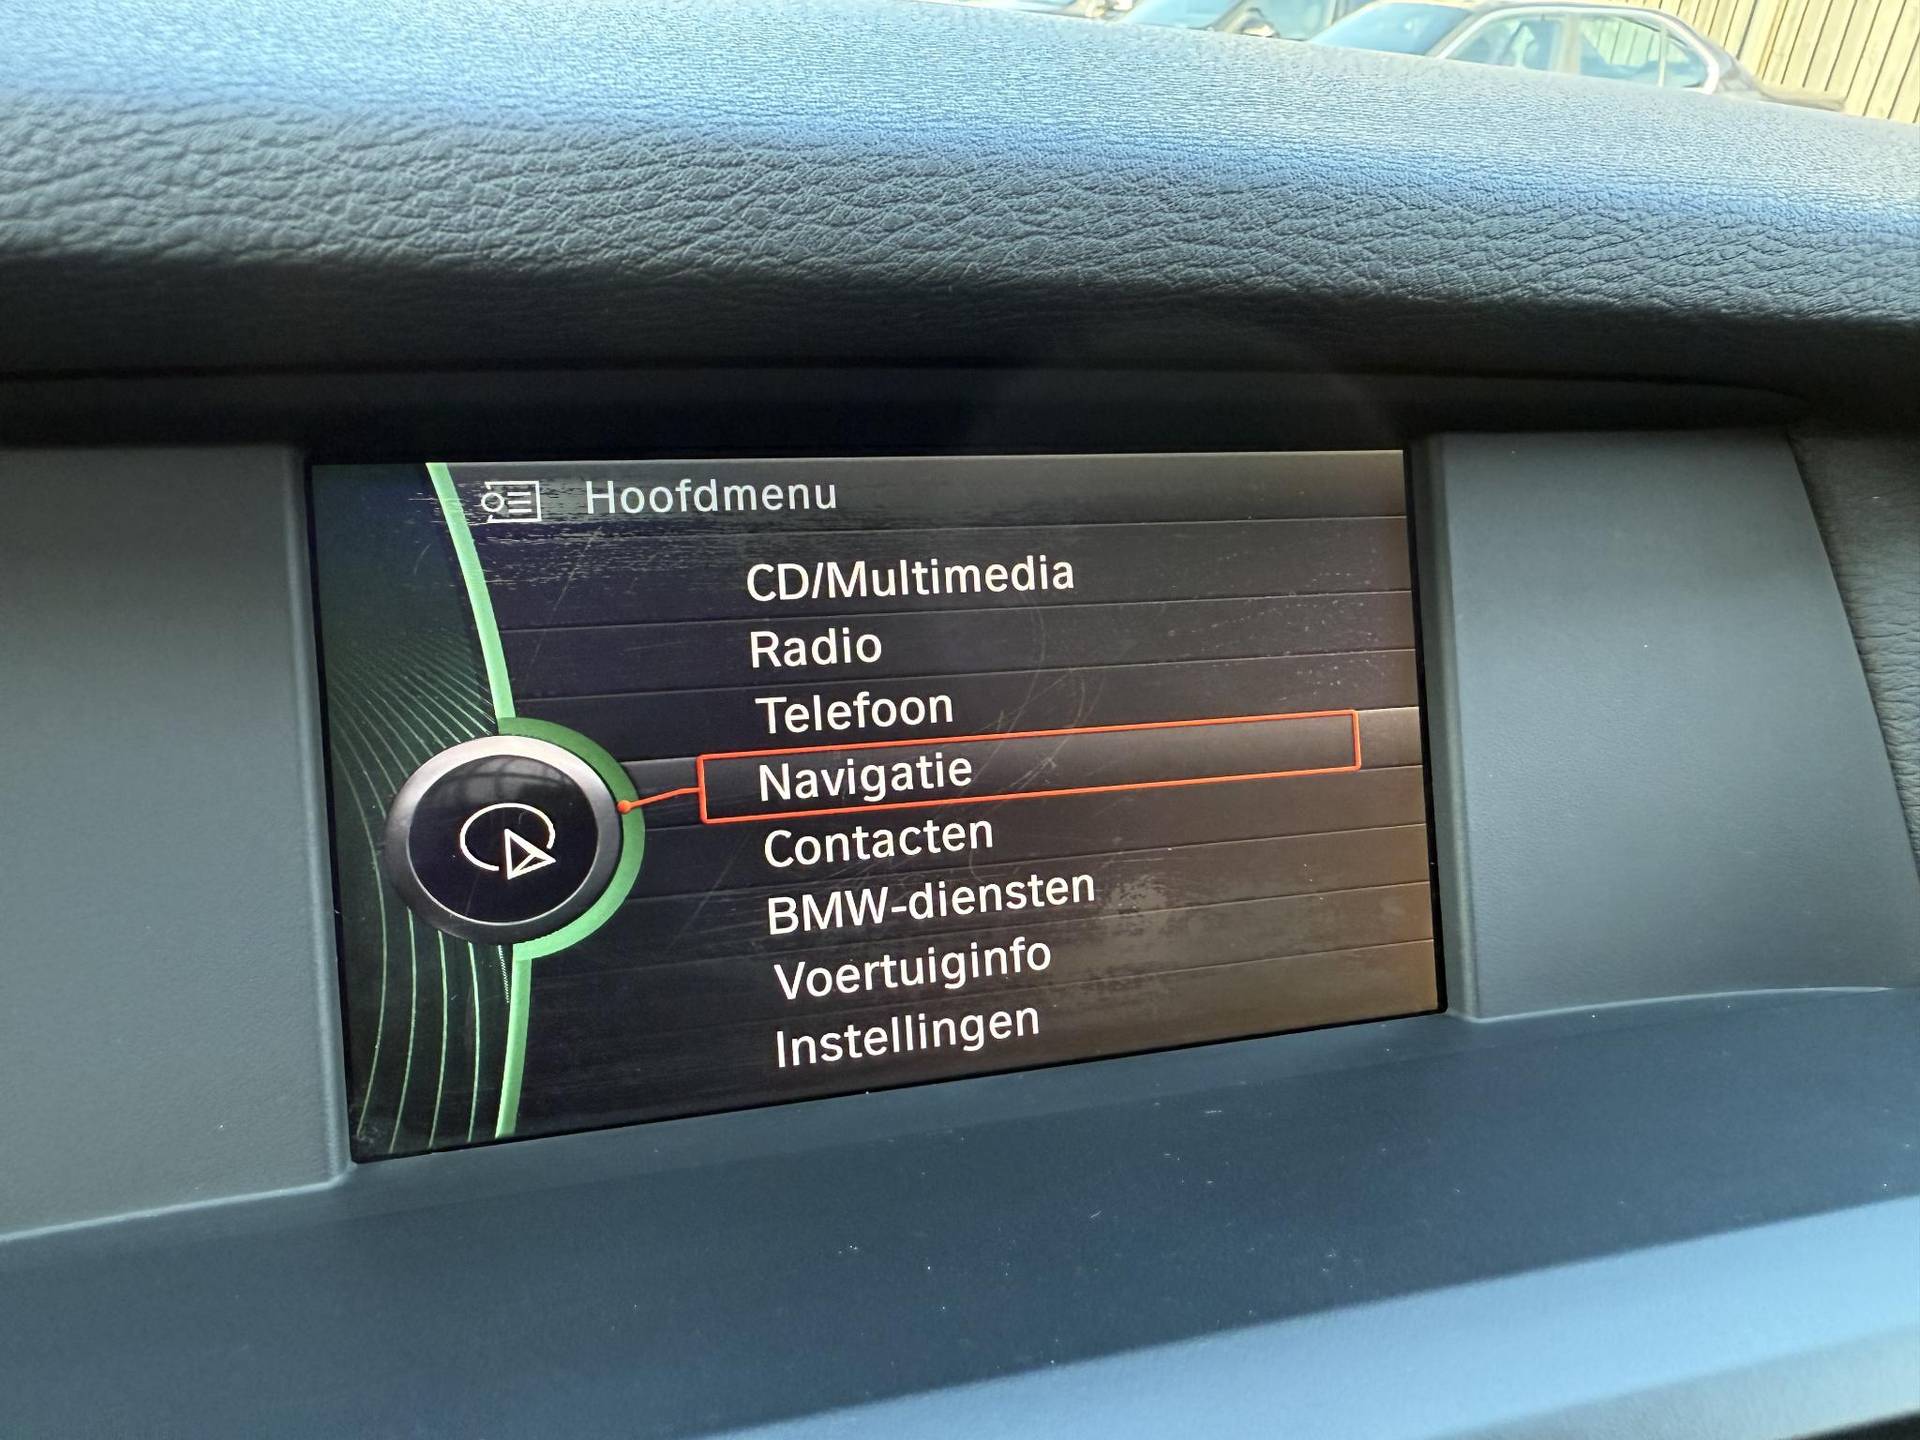 Hoofdmenu
CD/Multimedia
Radio
Telefoon
Navigatie
Contacten
BMW-diensten
Voertuiginfo
Instellingen